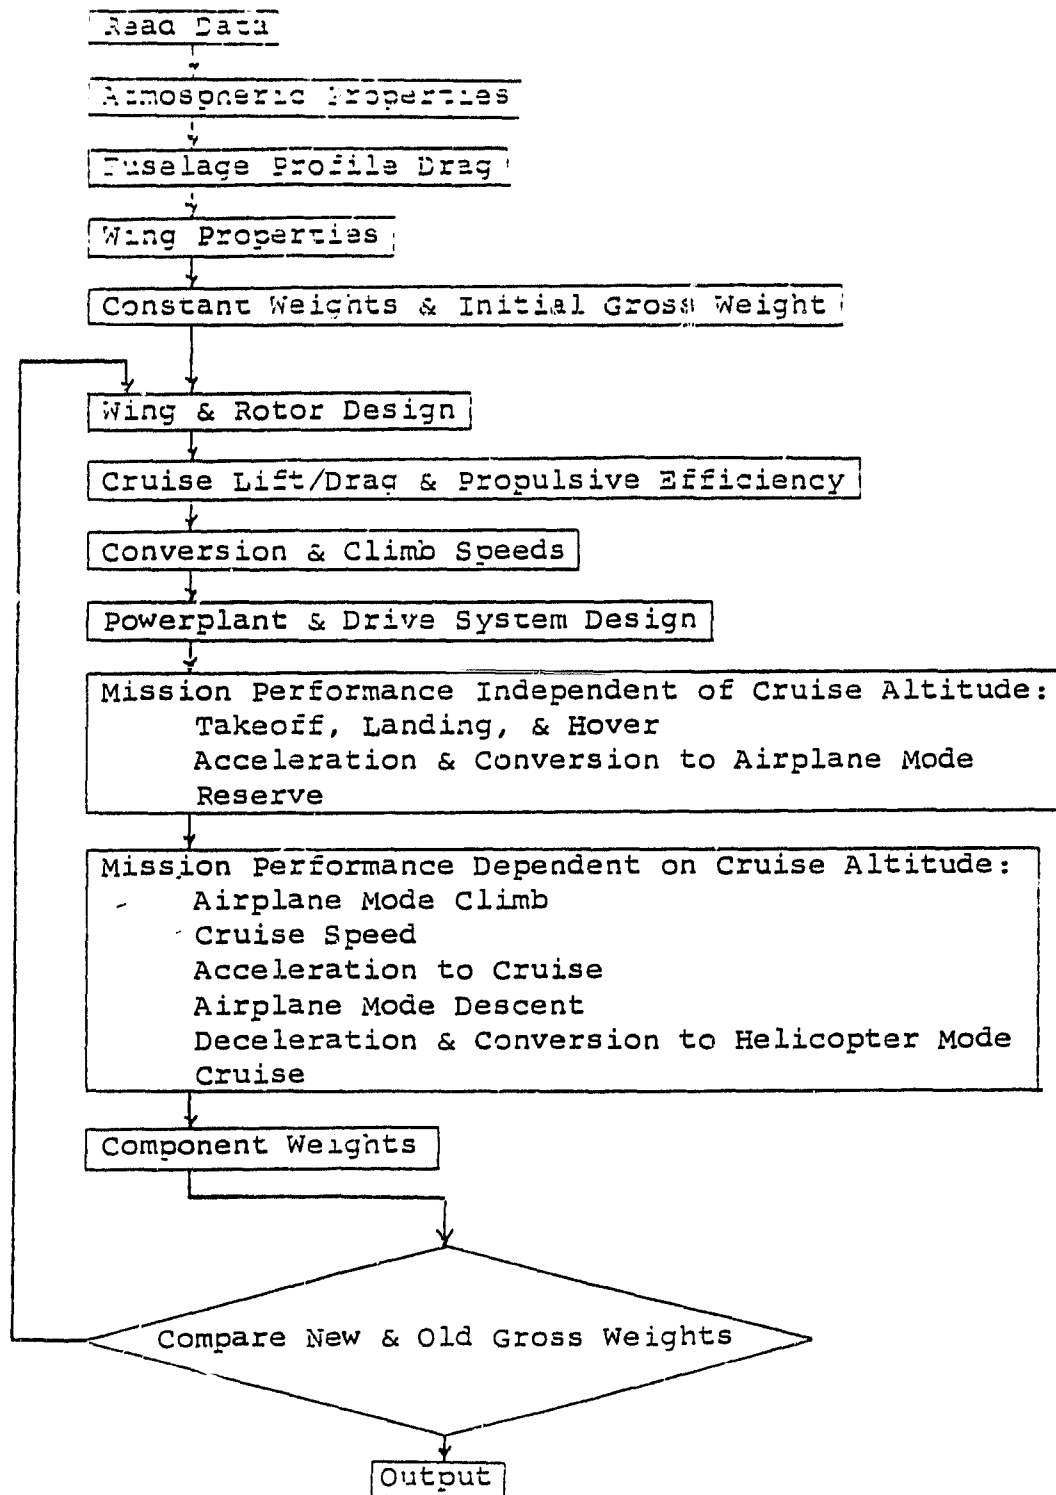 Read Data
Atmospheric Properties
Fuselage Profile Drag
Wing Properties
Constant Weights & Initial Gross Weight
Wing & Rotor Design
Cruise Lift/Drag & Propulsive Efficiency
Conversion & Climb Speeds
Powerplant & Drive System Design
Mission Performance Independent of Cruise Altitude:
Takeoff, Landing, & Hover
Acceleration & Conversion to Airplane Mode
Reserve
Mission Performance Dependent on Cruise Altitude:
Airplane Mode Climb
Cruise Speed
Acceleration to Cruise
Airplane Mode Descent
Deceleration & Conversion to Helicopter Mode
Cruise
Component Weights
Compare New & Old Gross Weights
Output